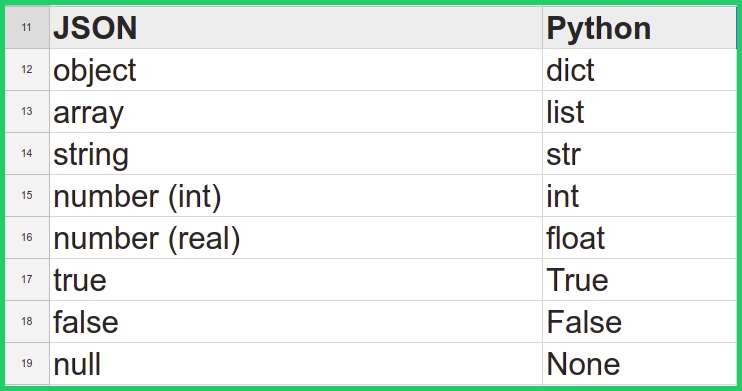 11 JSON Python
12 object dict
13 array list
14 string str
15 number (int) int
16 number (real) float
17 true True
18 false False
19 null None